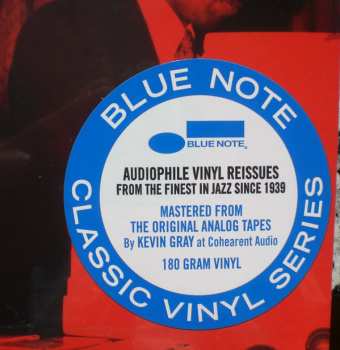 BLUE NOTE
BLUE NOTE
AUDIOPHILE VINYL REISSUES
FROM THE FINEST IN JAZZ SINCE 1939
MASTERED FROM
THE ORIGINAL ANALOG TAPES
By KEVIN GRAY at Cohearent Audio
180 GRAM VINYL
CLASSIC VINYL SERIES